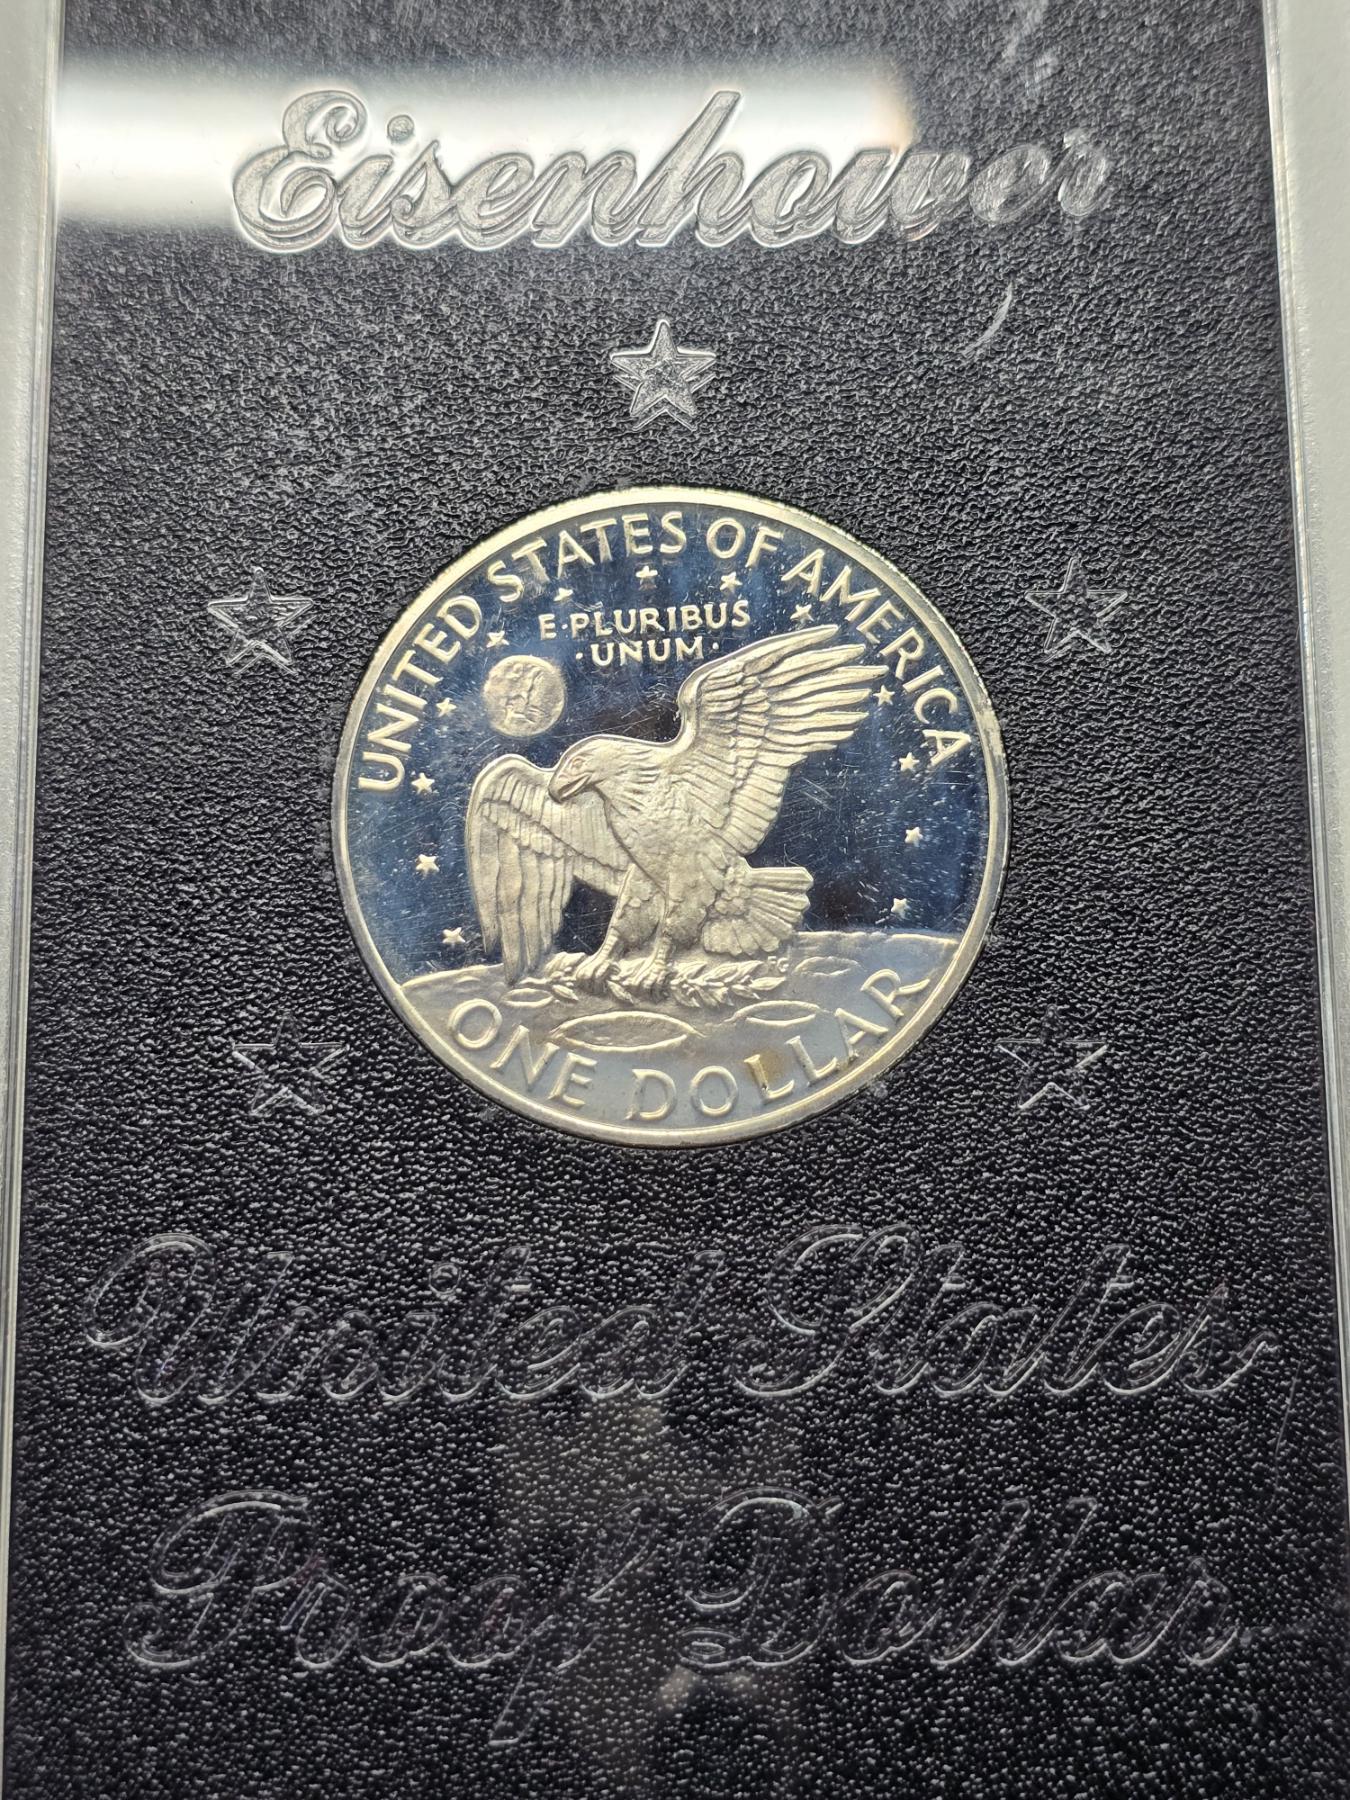 Eisenhower
UNITED STATES OF AMERICA
E·PLURIBUS
·UNUM·
FG
ONE DOLLAR
United States
Proof Dollar